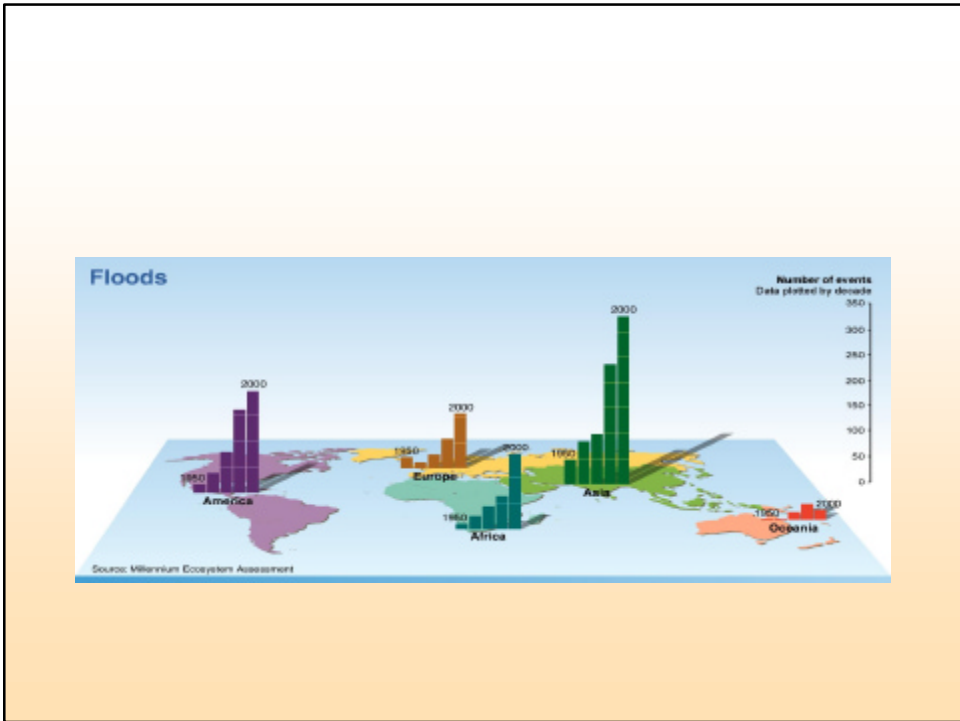 Floods
Number of events
Data plotted by decade
350
300
250
200
150
100
50
0
2000
1950
America
2000
1950
Europe
2000
1950
Africa
2000
1950
Asia
1950
2000
Oceania
Source: Millennium Ecosystem Assessment